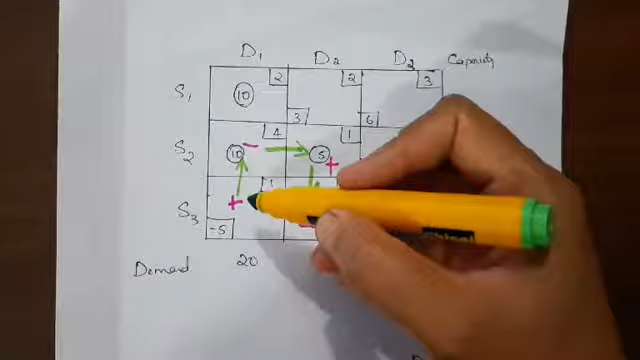 D₁ D₂ D₃ Capacity
2 2 3
S₁ 10
3 6
4 1
S₂ 10 − 5
+
S₃ +
-5
Demand 20